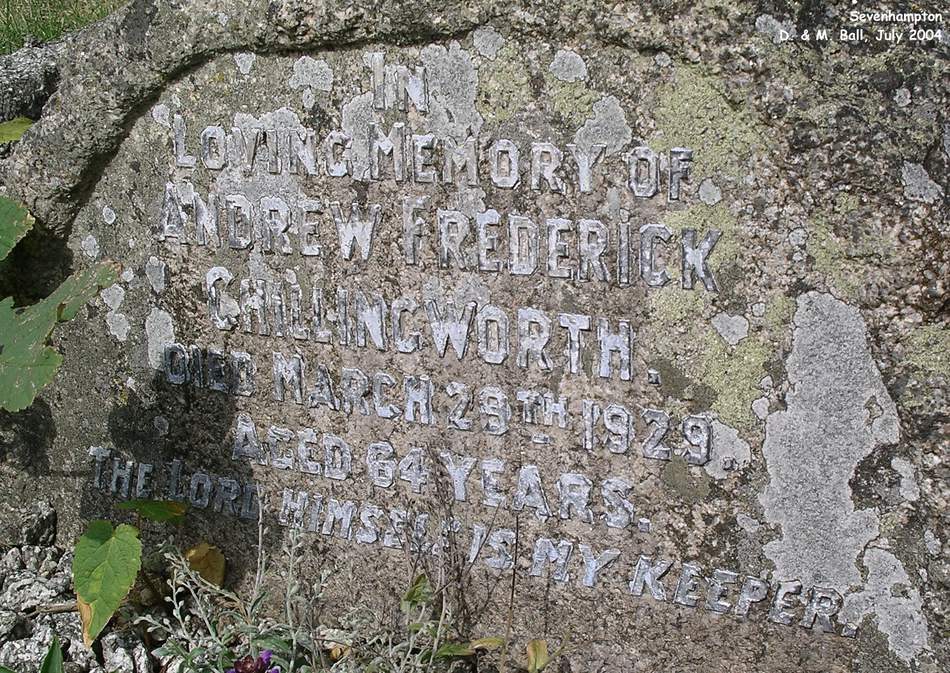 Sevenhampton
D. & M. Ball, July 2004
IN
LOVING MEMORY OF
ANDREW FREDERICK
CHILLINGWORTH.
DIED MARCH 29TH 1929.
AGED 64 YEARS.
THE LORD HIMSELF IS MY KEEPER.